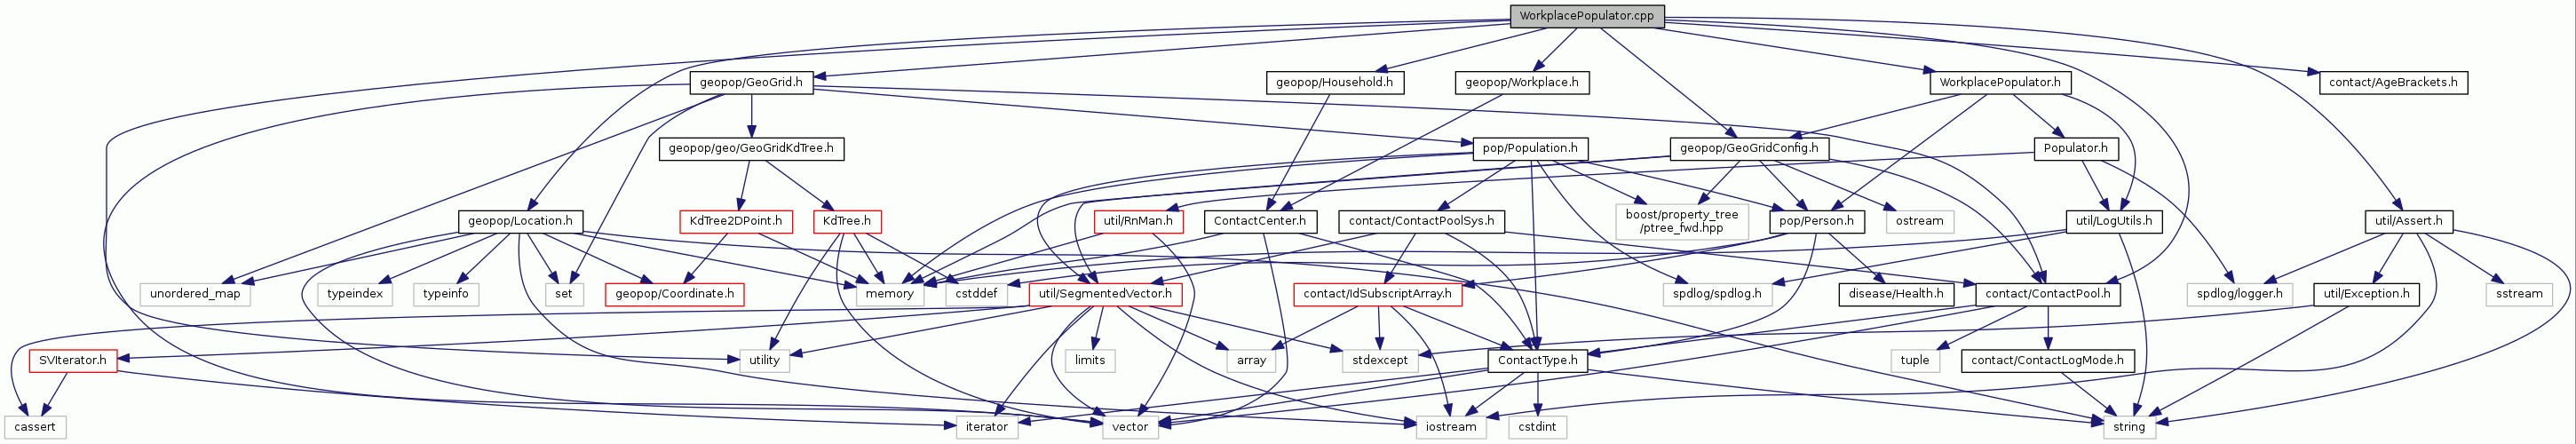 WorkplacePopulator.cpp
geopop/GeoGrid.h
geopop/Household.h
geopop/Workplace.h
WorkplacePopulator.h
contact/AgeBrackets.h
geopop/geo/GeoGridKdTree.h
pop/Population.h
geopop/GeoGridConfig.h
Populator.h
geopop/Location.h
KdTree2DPoint.h
KdTree.h
util/RnMan.h
ContactCenter.h
contact/ContactPoolSys.h
boost/property_tree
/ptree_fwd.hpp
pop/Person.h
ostream
util/LogUtils.h
util/Assert.h
unordered_map
typeindex
typeinfo
set
geopop/Coordinate.h
memory
cstddef
util/SegmentedVector.h
contact/IdSubscriptArray.h
spdlog/spdlog.h
disease/Health.h
contact/ContactPool.h
spdlog/logger.h
util/Exception.h
sstream
SVIterator.h
utility
limits
array
stdexcept
ContactType.h
tuple
contact/ContactLogMode.h
cassert
iterator
vector
iostream
cstdint
string